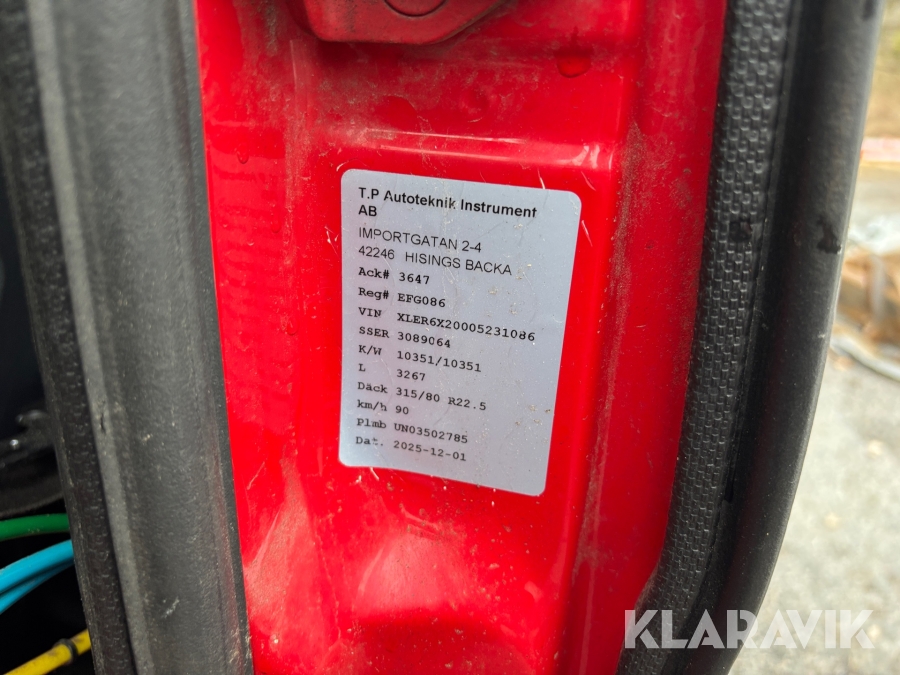 T.P Autoteknik Instrument
AB
IMPORTGATAN 2-4
42246 HISINGS BACKA
Ack# 3647
Reg# EFG086
VIN XLER6X20005231086
SSER 3089064
K/W 10351/10351
L 3267
Däck 315/80 R22.5
km/h 90
Plmb UN03502785
Dat. 2025-12-01
KLARAVIK